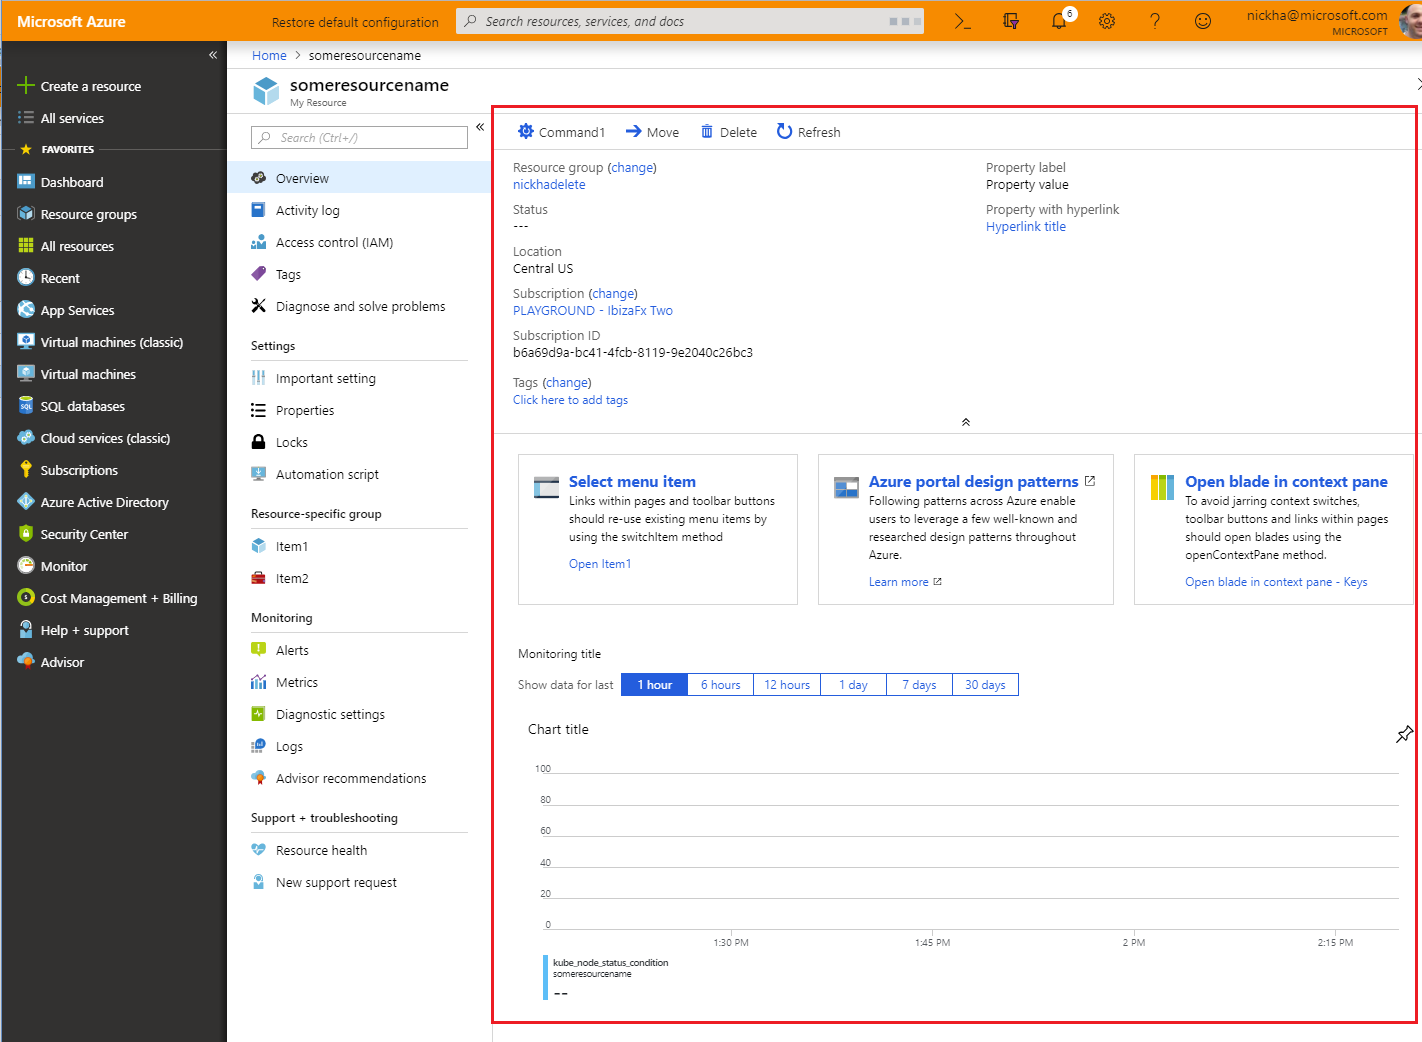 Microsoft Azure
Restore default configuration
Search resources, services, and docs
6
nickha@microsoft.com
MICROSOFT
Create a resource
All services
FAVORITES
Dashboard
Resource groups
All resources
Recent
App Services
Virtual machines (classic)
Virtual machines
SQL databases
Cloud services (classic)
Subscriptions
Azure Active Directory
Security Center
Monitor
Cost Management + Billing
Help + support
Advisor
Home > someresourcename
someresourcename
My Resource
Search (Ctrl+/)
Overview
Activity log
Access control (IAM)
Tags
Diagnose and solve problems
Settings
Important setting
Properties
Locks
Automation script
Resource-specific group
Item1
Item2
Monitoring
Alerts
Metrics
Diagnostic settings
Logs
Advisor recommendations
Support + troubleshooting
Resource health
New support request
Command1 Move Delete Refresh
Resource group (change)
nickhadelete
Status
---
Location
Central US
Subscription (change)
PLAYGROUND - IbizaFx Two
Subscription ID
b6a69d9a-bc41-4fcb-8119-9e2040c26bc3
Tags (change)
Click here to add tags
Property label
Property value
Property with hyperlink
Hyperlink title
Select menu item
Links within pages and toolbar buttons
should re-use existing menu items by
using the switchItem method
Open Item1
Azure portal design patterns
Following patterns across Azure enable
users to leverage a few well-known and
researched design patterns throughout
Azure.
Learn more
Open blade in context pane
To avoid jarring context switches,
toolbar buttons and links within pages
should open blades using the
openContextPane method.
Open blade in context pane - Keys
Monitoring title
Show data for last 1 hour 6 hours 12 hours 1 day 7 days 30 days
Chart title
100
80
60
40
20
0
1:30 PM 1:45 PM 2 PM 2:15 PM
kube_node_status_condition
someresourcename
--